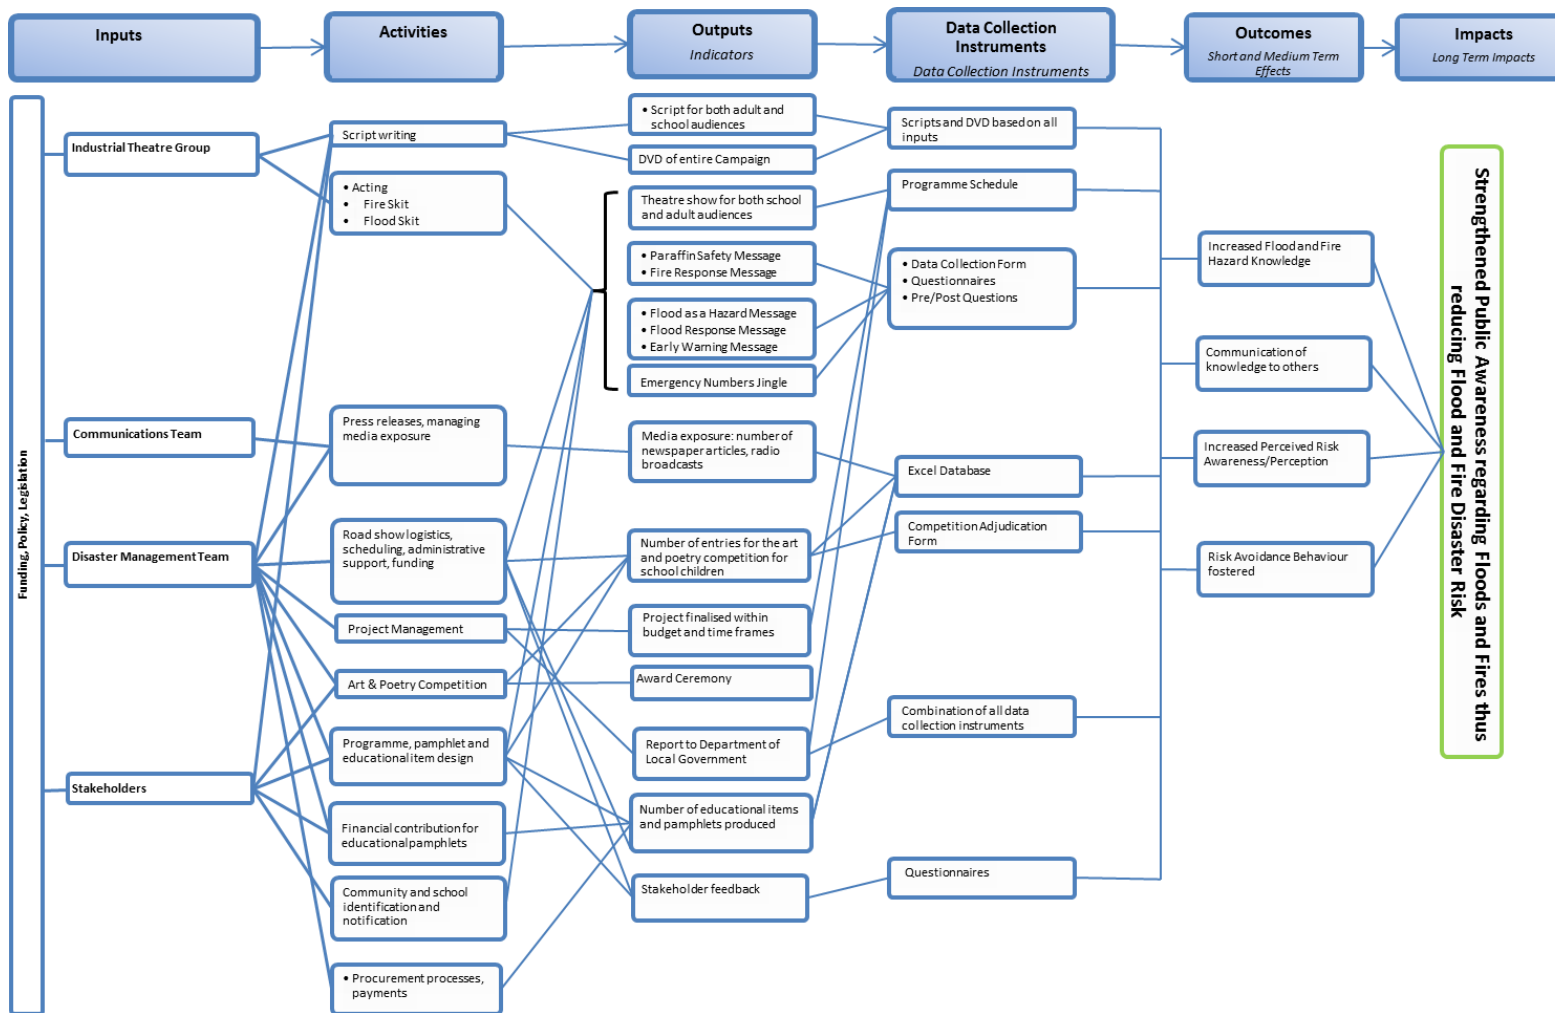 Inputs
Activities
Outputs
Indicators
Data Collection
Instruments
Data Collection Instruments
Outcomes
Short and Medium Term
Effects
Impacts
Long Term Impacts
Funding, Policy, Legislation
Industrial Theatre Group
Communications Team
Disaster Management Team
Stakeholders
Script writing
• Acting
• Fire Skit
• Flood Skit
Press releases, managing
media exposure
Road show logistics,
scheduling, administrative
support, funding
Project Management
Art & Poetry Competition
Programme, pamphlet and
educational item design
Financial contribution for
educational pamphlets
Community and school
identification and
notification
• Procurement processes,
payments
• Script for both adult and
school audiences
DVD of entire Campaign
Theatre show for both school
and adult audiences
• Paraffin Safety Message
• Fire Response Message
• Flood as a Hazard Message
• Flood Response Message
• Early Warning Message
Emergency Numbers Jingle
Media exposure: number of
newspaper articles, radio
broadcasts
Number of entries for the art
and poetry competition for
school children
Project finalised within
budget and time frames
Award Ceremony
Report to Department of
Local Government
Number of educational items
and pamphlets produced
Stakeholder feedback
Scripts and DVD based on all
inputs
Programme Schedule
• Data Collection Form
• Questionnaires
• Pre/Post Questions
Excel Database
Competition Adjudication
Form
Combination of all data
collection instruments
Questionnaires
Increased Flood and Fire
Hazard Knowledge
Communication of
knowledge to others
Increased Perceived Risk
Awareness/Perception
Risk Avoidance Behaviour
fostered
Strengthened Public Awareness regarding Floods and Fires thus
reducing Flood and Fire Disaster Risk